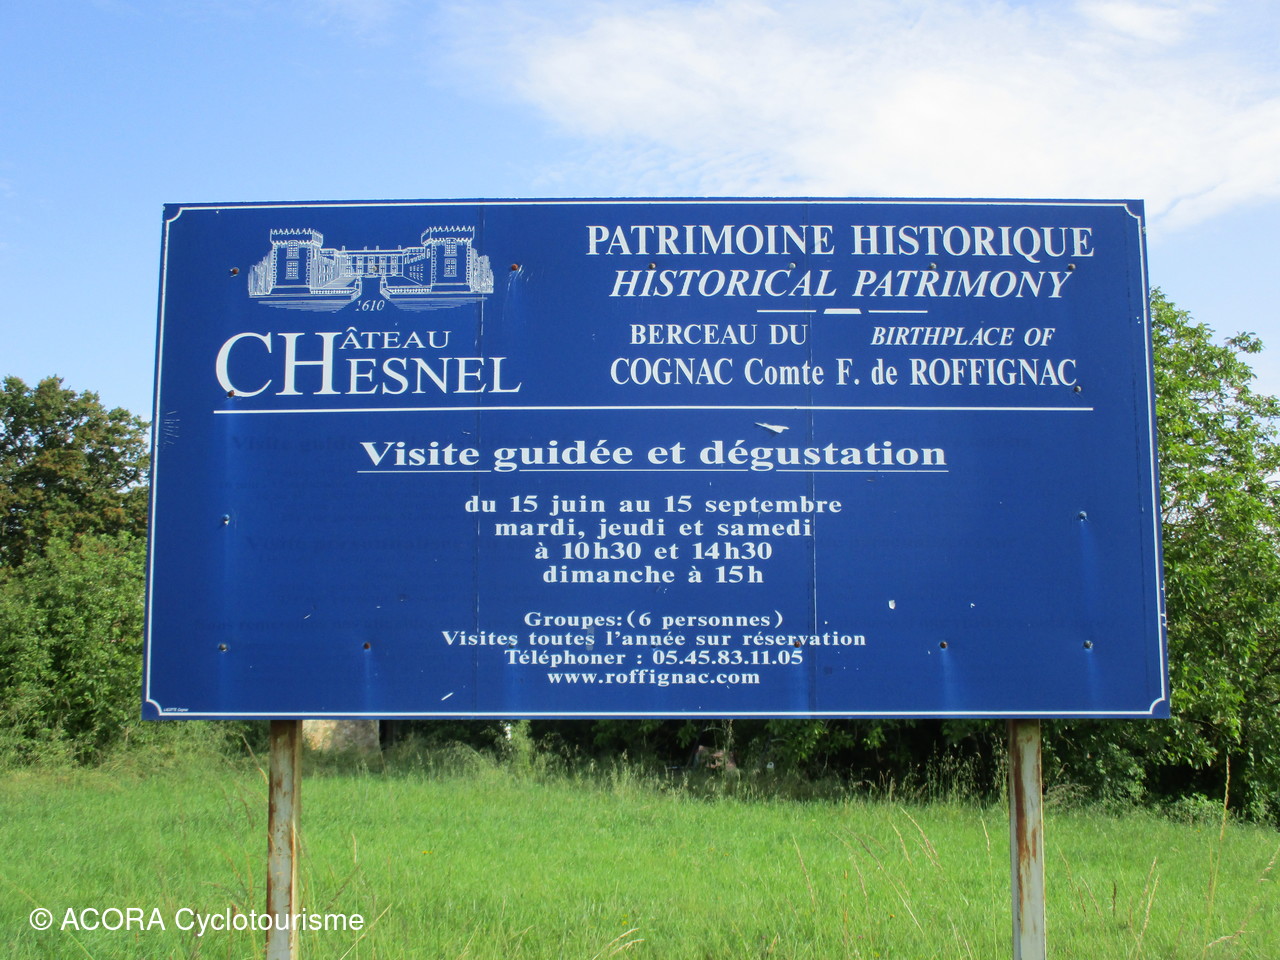 1610
CHÂTEAU
CHESNEL
PATRIMOINE HISTORIQUE
HISTORICAL PATRIMONY
BERCEAU DU BIRTHPLACE OF
COGNAC Comte F. de ROFFIGNAC
Visite guidée et dégustation
du 15 juin au 15 septembre
mardi, jeudi et samedi
à 10h30 et 14h30
dimanche à 15h
Groupes:(6 personnes)
Visites toutes l'année sur réservation
Téléphoner : 05.45.83.11.05
www.roffignac.com
© ACORA Cyclotourisme